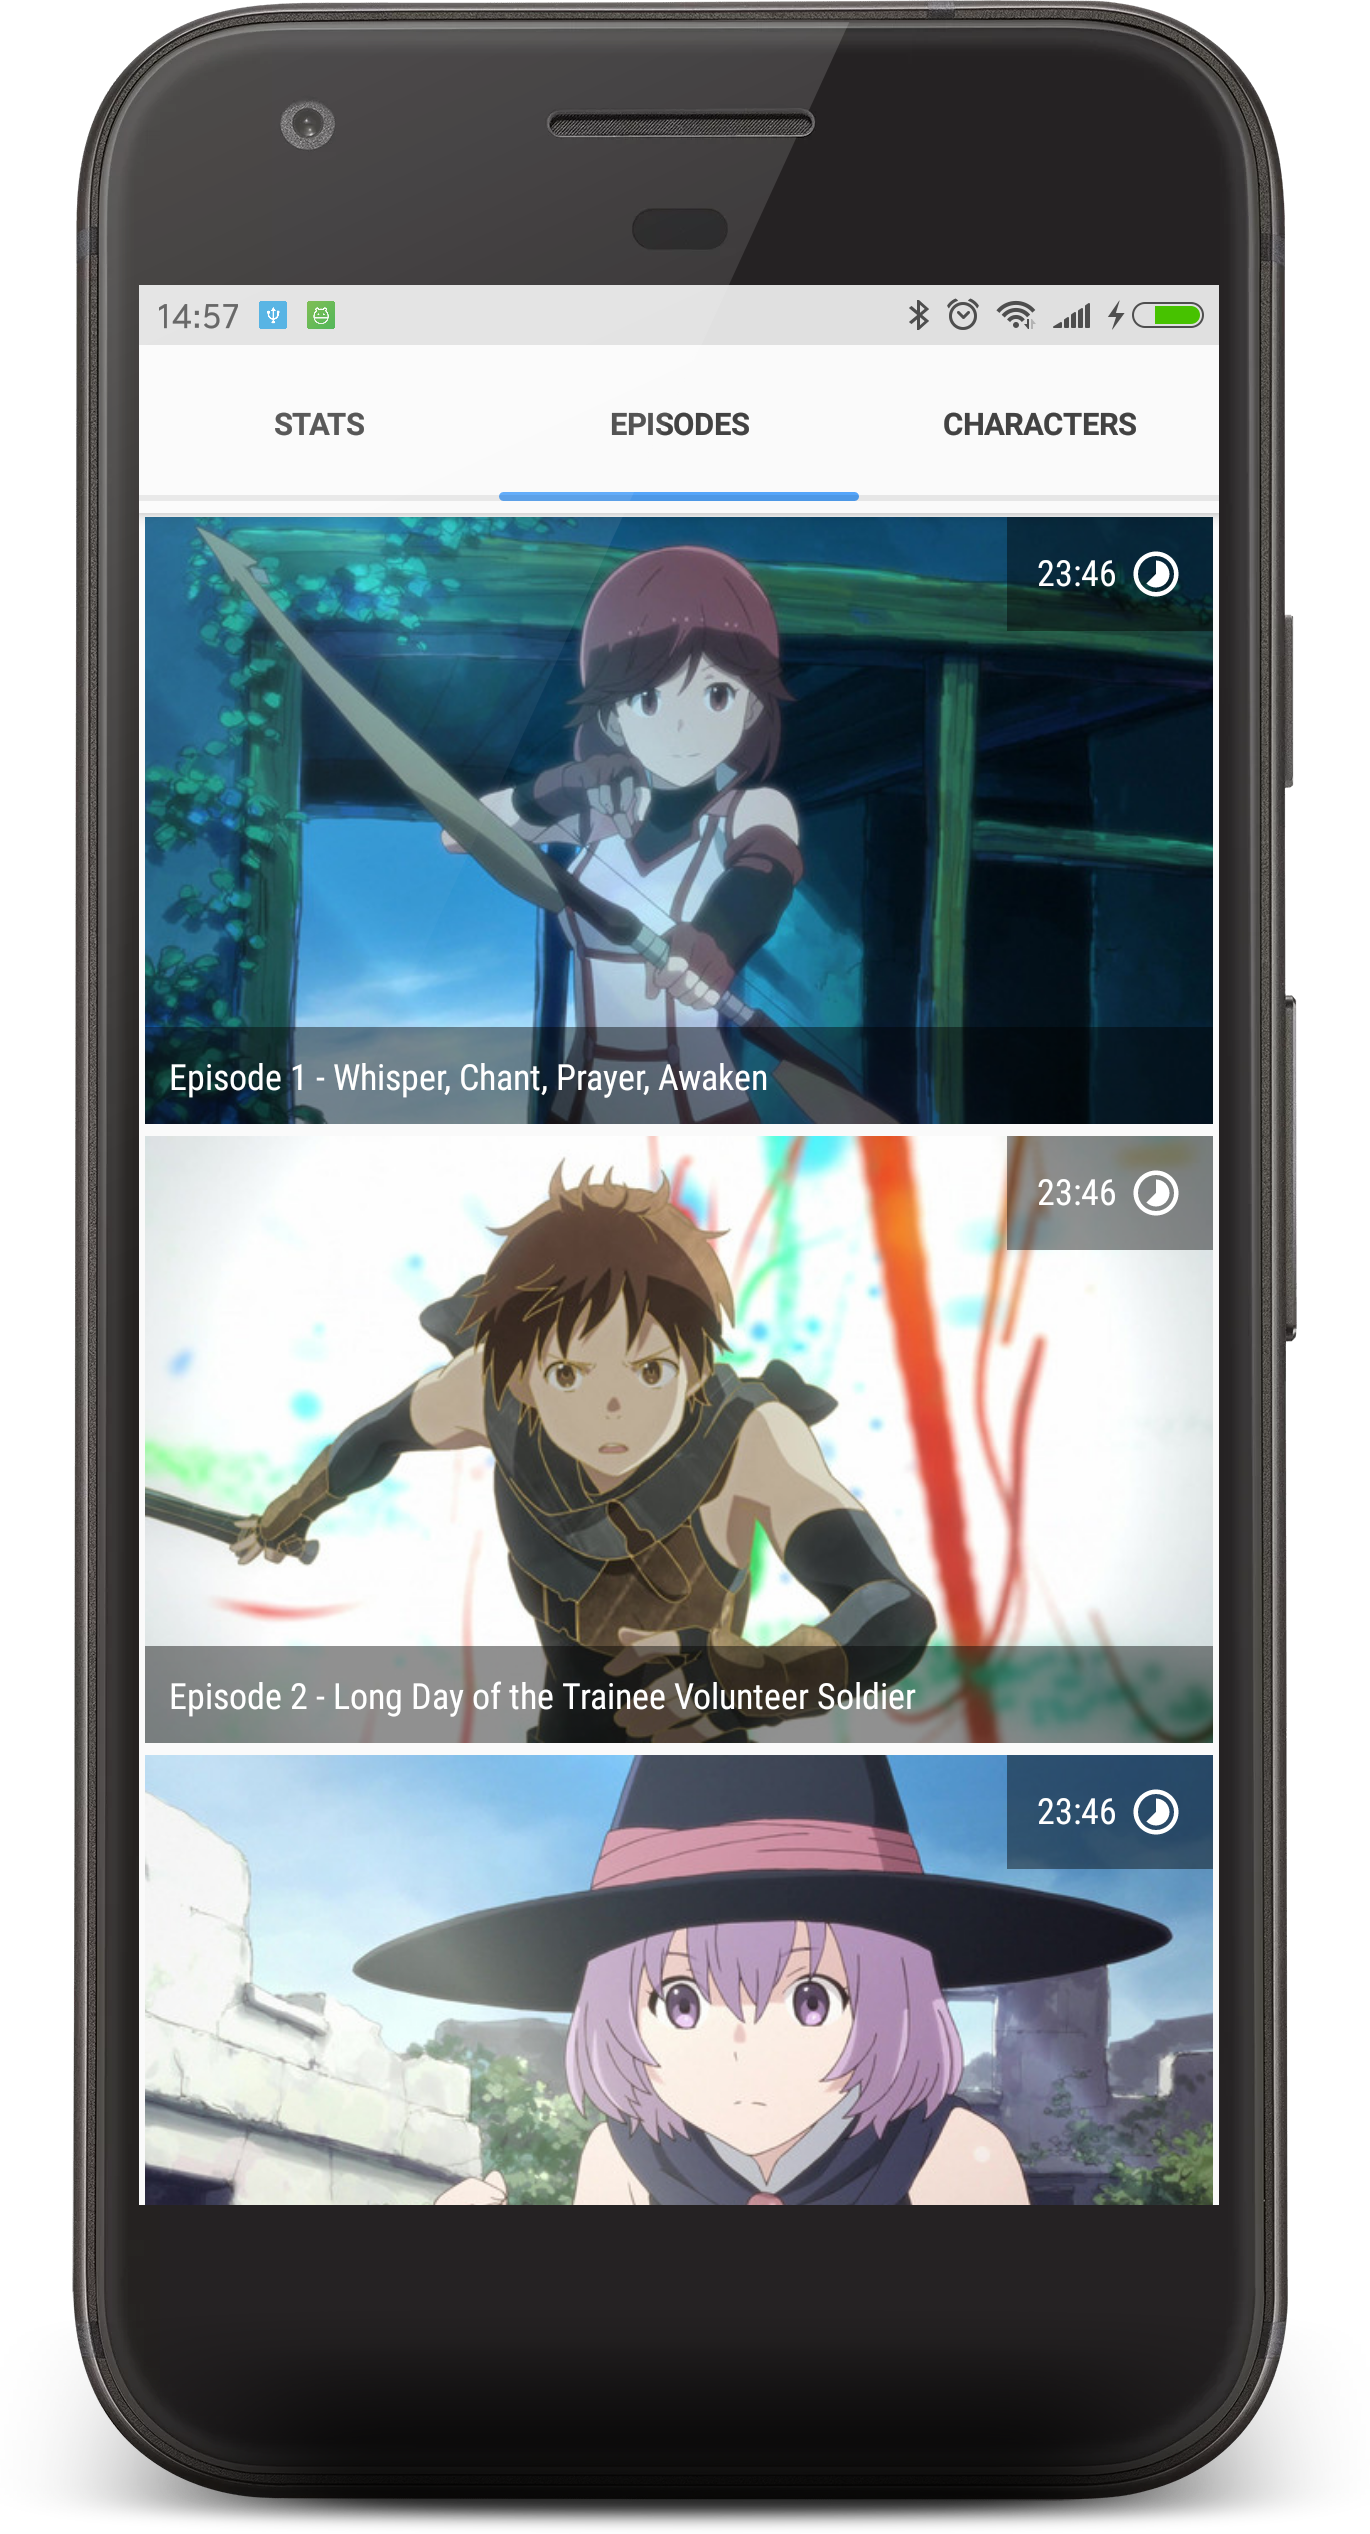 14:57
STATS EPISODES CHARACTERS
23:46
Episode 1 - Whisper, Chant, Prayer, Awaken
23:46
Episode 2 - Long Day of the Trainee Volunteer Soldier
23:46